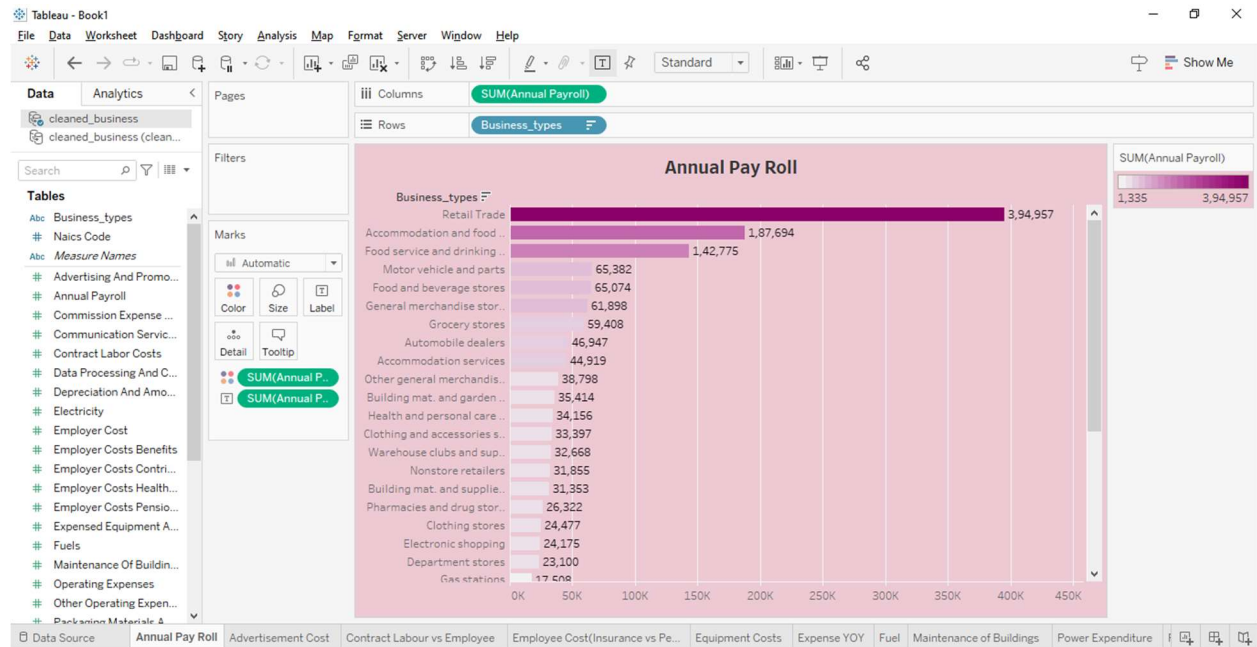 Tableau - Book1
File Data Worksheet Dashboard Story Analysis Map Format Server Window Help
Standard
Show Me
Data Analytics
cleaned_business
cleaned_business (clean...
Search
Tables
Abc Business_types
# Naics Code
Abc Measure Names
# Advertising And Promo...
# Annual Payroll
# Commission Expense ...
# Communication Servic...
# Contract Labor Costs
# Data Processing And C...
# Depreciation And Amo...
# Electricity
# Employer Cost
# Employer Costs Benefits
# Employer Costs Contri...
# Employer Costs Health...
# Employer Costs Pensio...
# Expensed Equipment A...
# Fuels
# Maintenance Of Buildin...
# Operating Expenses
# Other Operating Expen...
# Packaging Materials A
Pages
Filters
Marks
Automatic
Color Size Label
Detail Tooltip
SUM(Annual P..
SUM(Annual P..
iii Columns SUM(Annual Payroll)
Rows Business_types
Annual Pay Roll
Business_types
Retail Trade 3,94,957
Accommodation and food .. 1,87,694
Food service and drinking .. 1,42,775
Motor vehicle and parts 65,382
Food and beverage stores 65,074
General merchandise stor.. 61,898
Grocery stores 59,408
Automobile dealers 46,947
Accommodation services 44,919
Other general merchandis.. 38,798
Building mat. and garden .. 35,414
Health and personal care .. 34,156
Clothing and accessories s.. 33,397
Warehouse clubs and sup.. 32,668
Nonstore retailers 31,855
Building mat. and supplie.. 31,353
Pharmacies and drug stor.. 26,322
Clothing stores 24,477
Electronic shopping 24,175
Department stores 23,100
Gas stations 17,508
0K 50K 100K 150K 200K 250K 300K 350K 400K 450K
SUM(Annual Payroll)
1,335 3,94,957
Data Source Annual Pay Roll Advertisement Cost Contract Labour vs Employee Employee Cost(Insurance vs Pe... Equipment Costs Expense YOY Fuel Maintenance of Buildings Power Expenditure